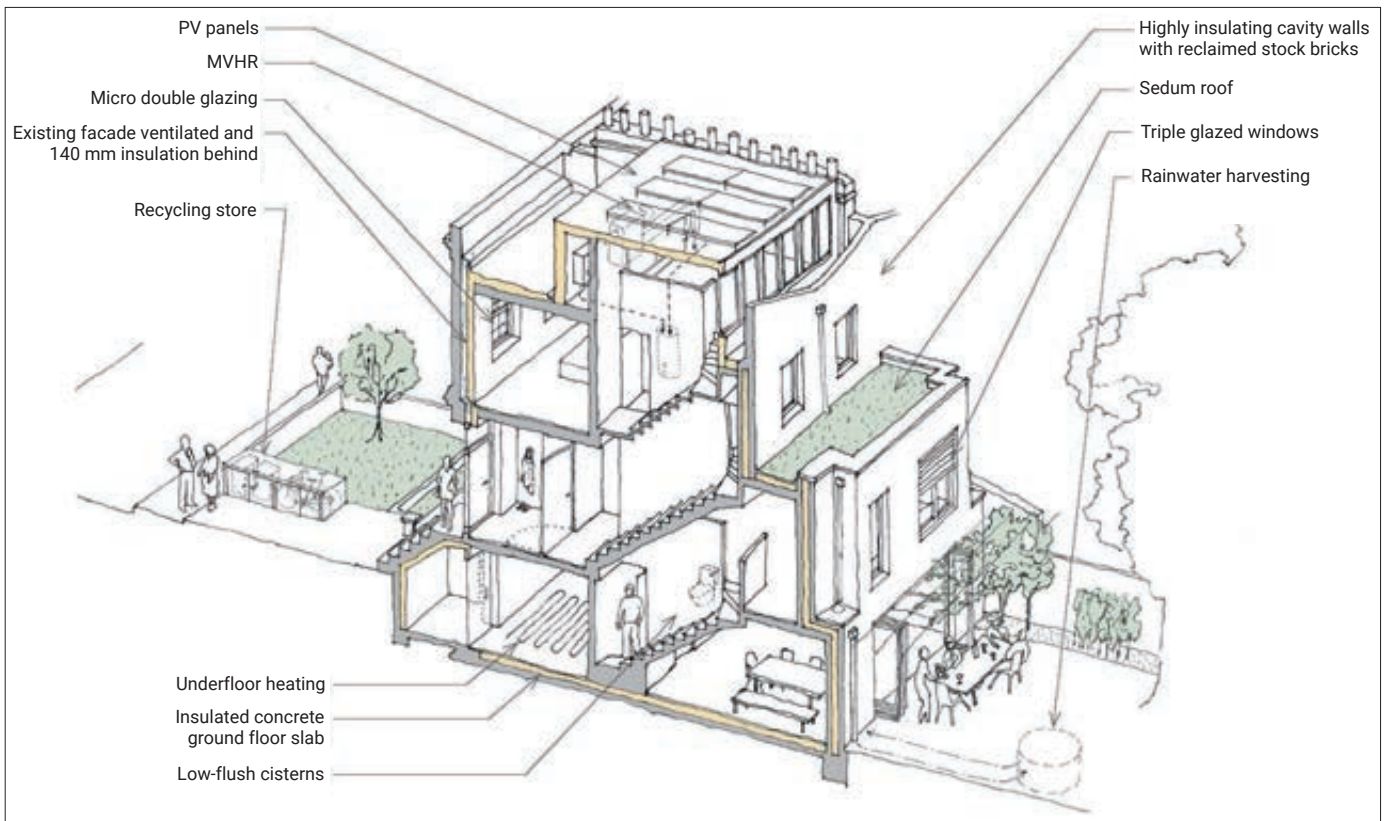 PV panels
MVHR
Micro double glazing
Existing facade ventilated and
140 mm insulation behind
Recycling store
Highly insulating cavity walls
with reclaimed stock bricks
Sedum roof
Triple glazed windows
Rainwater harvesting
Underfloor heating
Insulated concrete
ground floor slab
Low-flush cisterns